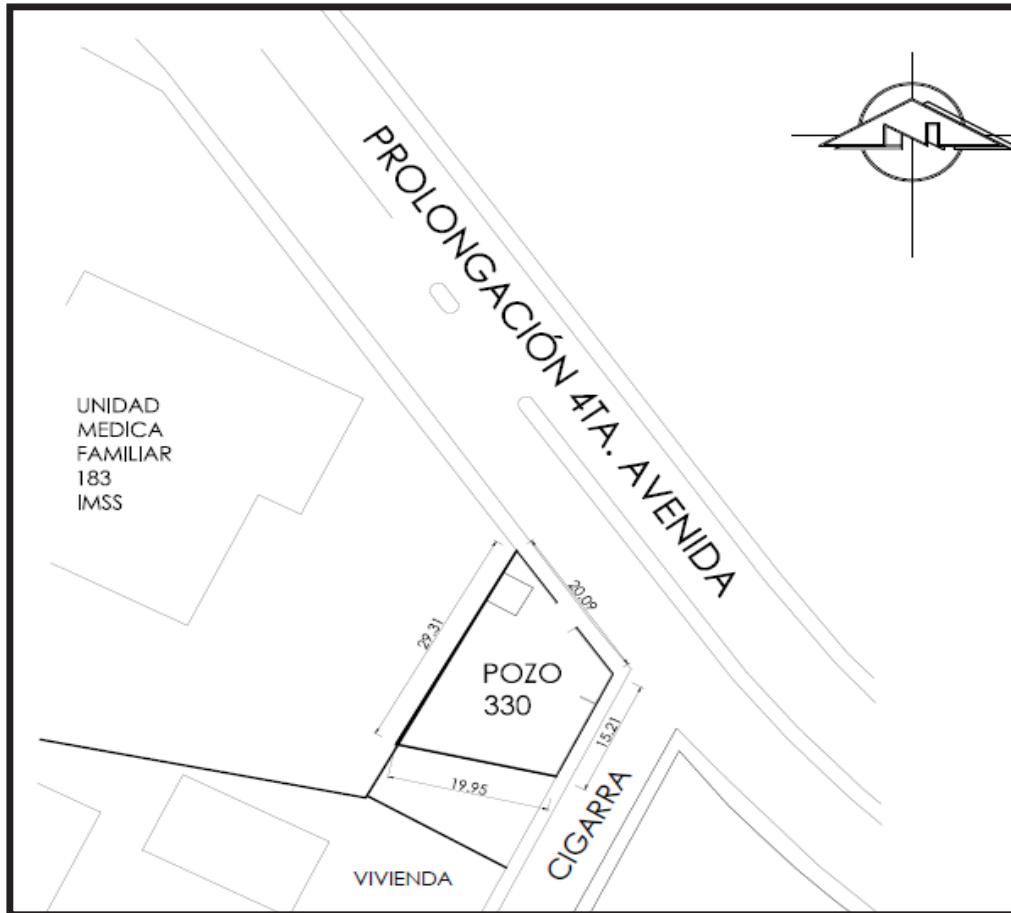 PROLONGACIÓN 4TA. AVENIDA
UNIDAD
MEDICA
FAMILIAR
183
IMSS
20.09
29.31
POZO
330
15.21
19.95
CIGARRA
VIVIENDA